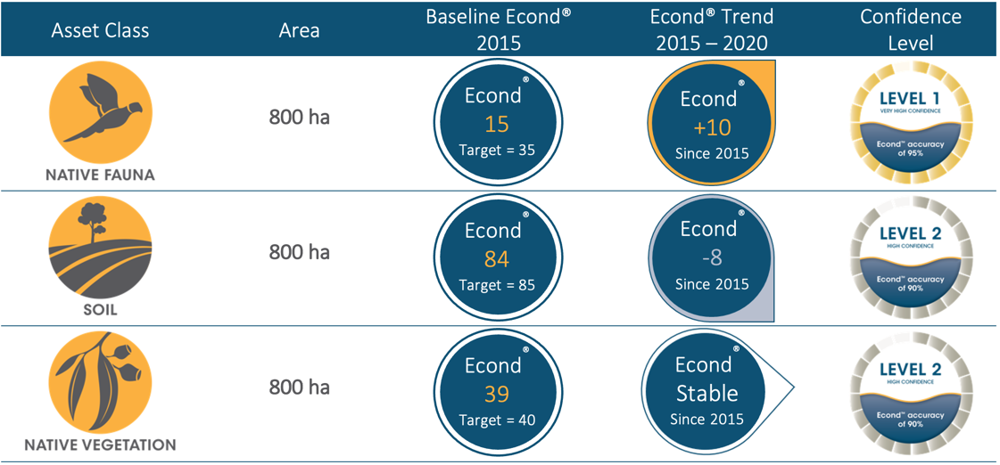 Asset Class
Area
Baseline Econd®
2015
Econd® Trend
2015 – 2020
Confidence
Level
NATIVE FAUNA
800 ha
Econd®
15
Target = 35
Econd®
+10
Since 2015
LEVEL 1
VERY HIGH CONFIDENCE
Econd™ accuracy
of 95%
SOIL
800 ha
Econd®
84
Target = 85
Econd®
-8
Since 2015
LEVEL 2
HIGH CONFIDENCE
Econd™ accuracy
of 90%
NATIVE VEGETATION
800 ha
Econd®
39
Target = 40
Econd®
Stable
Since 2015
LEVEL 2
HIGH CONFIDENCE
Econd™ accuracy
of 90%